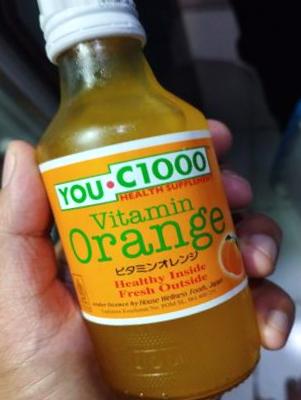 YOU·C1000
HEALTH SUPPLEMENT
Vitamin
Orange
ビタミンオレンジ
Healthy Inside
Fresh Outside
Under licence by House Wellness Foods, Japan